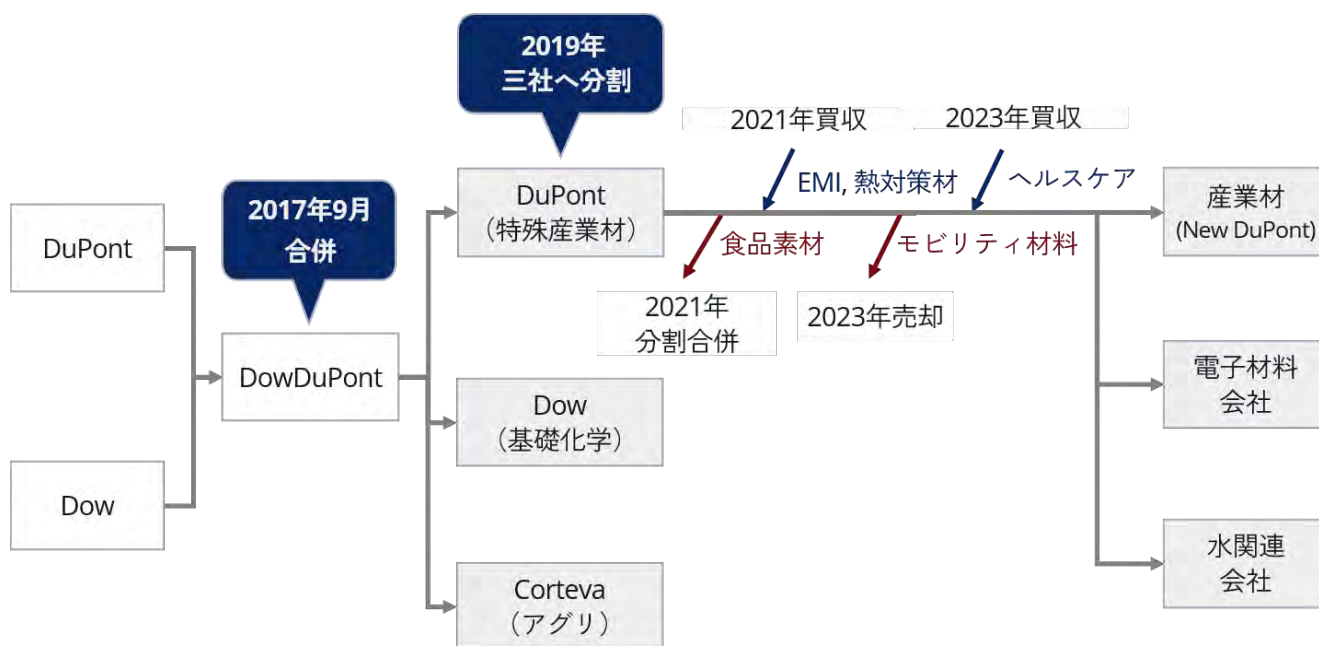 2019年
三社へ分割
2021年買収
2023年買収
2017年9月
合併
DuPont
（特殊産業材）
EMI, 熱対策材
ヘルスケア
産業材
(New DuPont)
DuPont
食品素材
モビリティ材料
2021年
分割合併
2023年売却
DowDuPont
Dow
（基礎化学）
電子材料
会社
Dow
Corteva
（アグリ）
水関連
会社